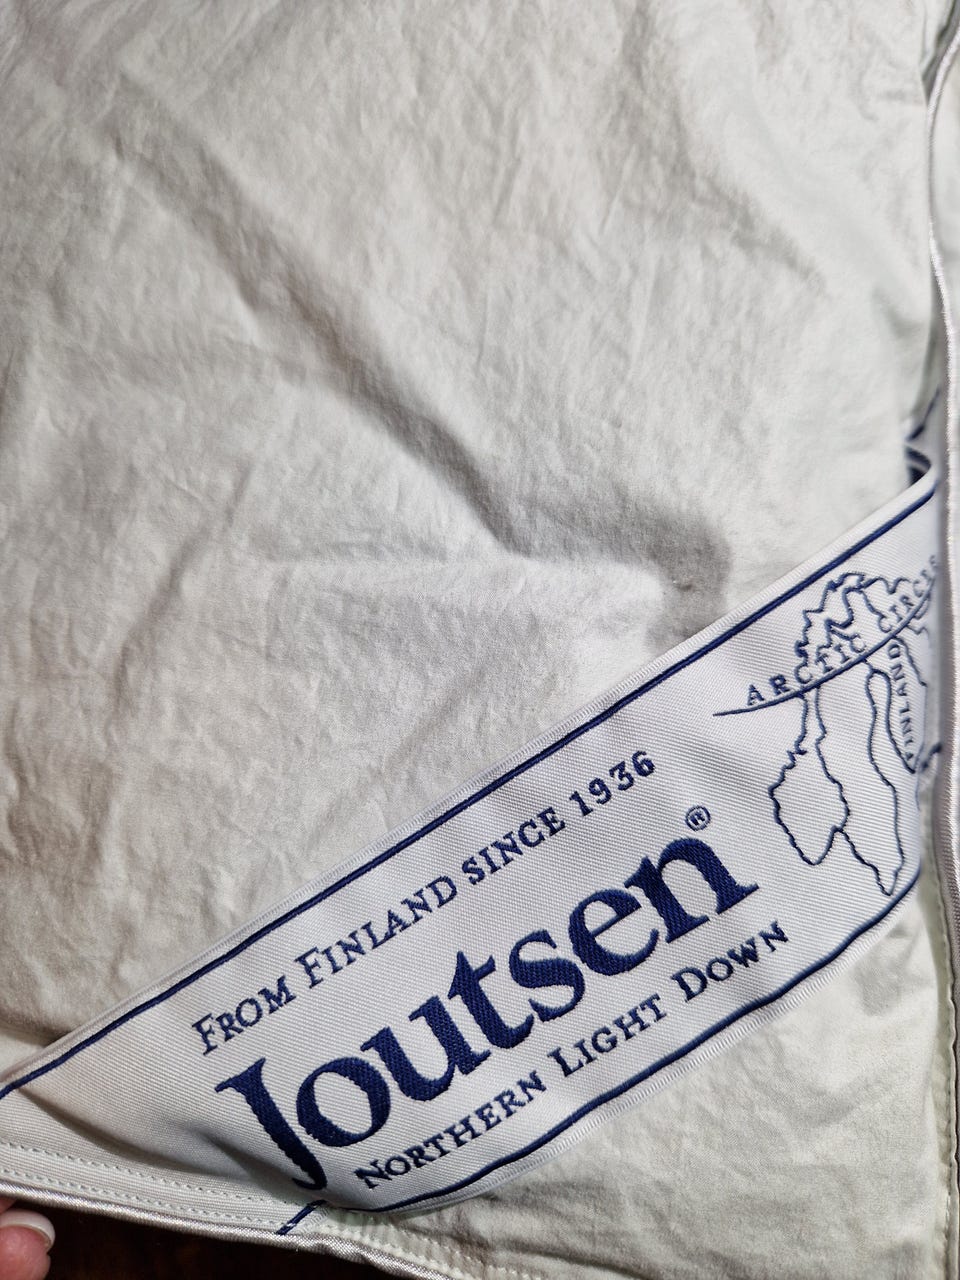 FROM FINLAND SINCE 1936
Joutsen®
NORTHERN LIGHT DOWN
ARCTIC CIRCLE
FINLAND